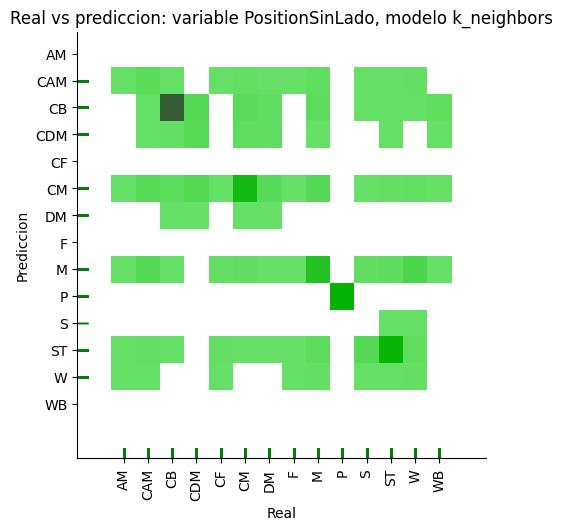 Real vs prediccion: variable PositionSinLado, modelo k_neighbors
AM
CAM
CB
CDM
CF
CM
DM
F
M
P
S
ST
W
WB
Prediccion
AM
CAM
CB
CDM
CF
CM
DM
F
M
P
S
ST
W
WB
Real